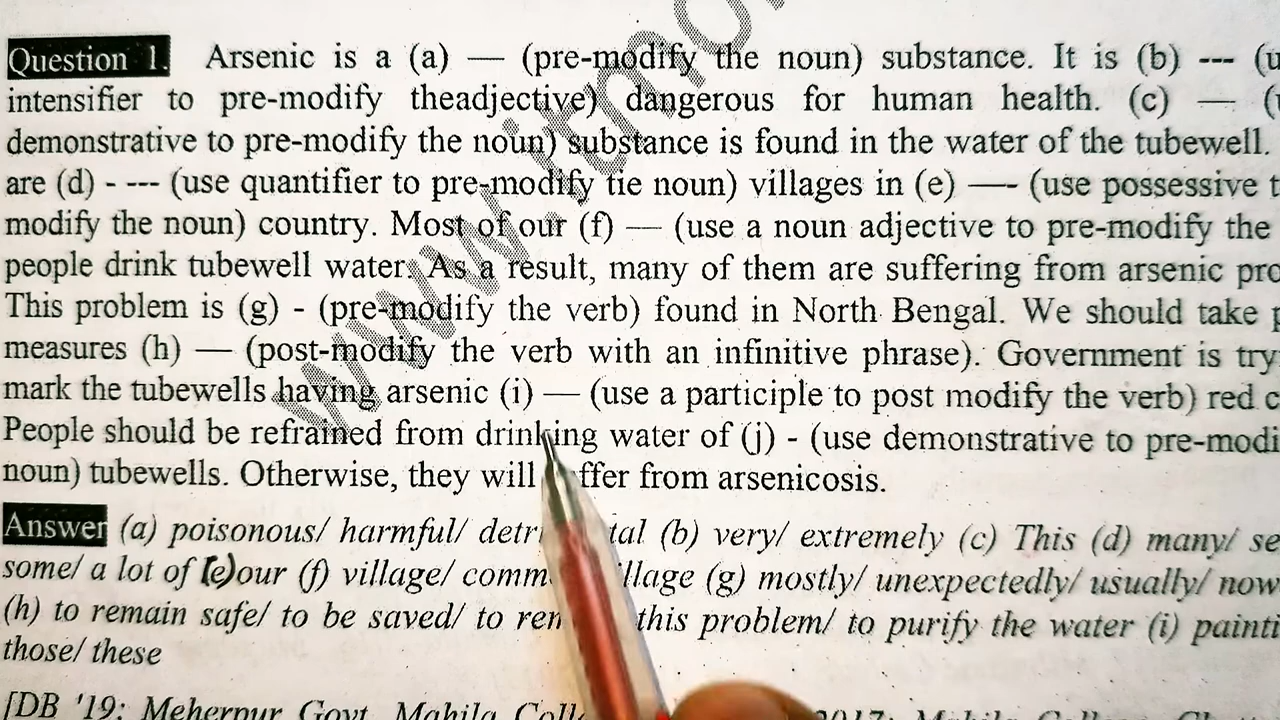 Question 1. Arsenic is a (a) — (pre-modify the noun) substance. It is (b) --- (u
intensifier to pre-modify theadjective) dangerous for human health. (c) — (
demonstrative to pre-modify the noun) substance is found in the water of the tubewell.
are (d) - --- (use quantifier to pre-modify tie noun) villages in (e) —- (use possessive t
modify the noun) country. Most of our (f) — (use a noun adjective to pre-modify the
people drink tubewell water. As a result, many of them are suffering from arsenic pro
This problem is (g) - (pre-modify the verb) found in North Bengal. We should take p
measures (h) — (post-modify the verb with an infinitive phrase). Government is try
mark the tubewells having arsenic (i) — (use a participle to post modify the verb) red c
People should be refrained from drinking water of (j) - (use demonstrative to pre-modi
noun) tubewells. Otherwise, they will ffer from arsenicosis.
Answer (a) poisonous/ harmful/ detri tal (b) very/ extremely (c) This (d) many/ se
some/ a lot of (e) our (f) village/ comm llage (g) mostly/ unexpectedly/ usually/ now
(h) to remain safe/ to be saved/ to rem this problem/ to purify the water (i) painti
those/ these
[DB '19; Meherpur Govt. Mahila Colle 2017; Mahila College,